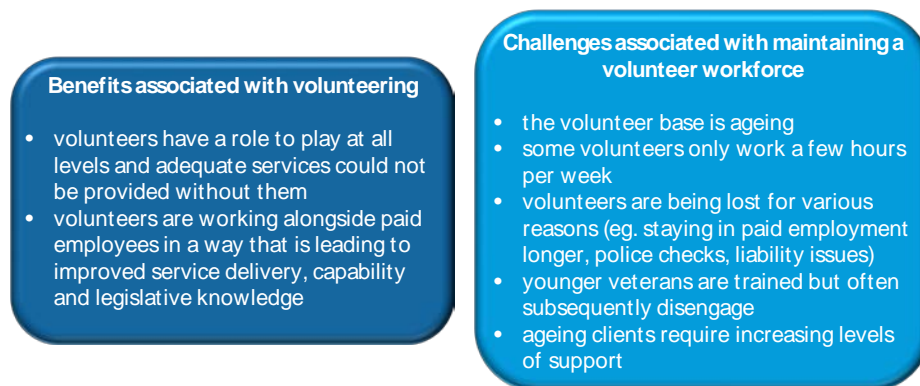 Benefits associated with volunteering
• volunteers have a role to play at all
levels and adequate services could not
be provided without them
• volunteers are working alongside paid
employees in a way that is leading to
improved service delivery, capability
and legislative knowledge
Challenges associated with maintaining a
volunteer workforce
• the volunteer base is ageing
• some volunteers only work a few hours
per week
• volunteers are being lost for various
reasons (eg. staying in paid employment
longer, police checks, liability issues)
• younger veterans are trained but often
subsequently disengage
• ageing clients require increasing levels
of support